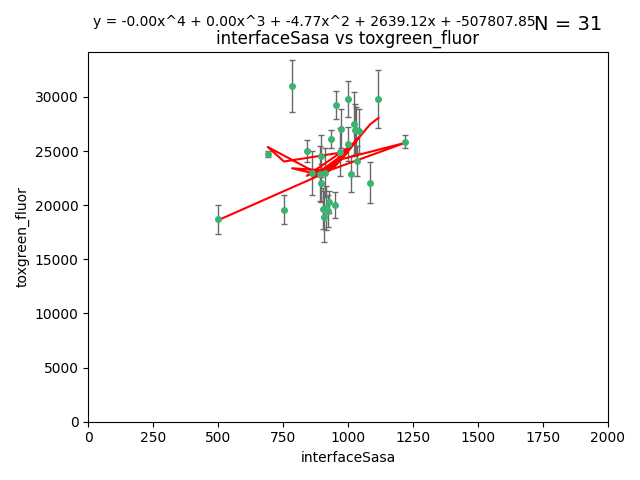 y = -0.00x^4 + 0.00x^3 + -4.77x^2 + 2639.12x + -507807.85
N = 31
interfaceSasa vs toxgreen_fluor
toxgreen_fluor
30000
25000
20000
15000
10000
5000
0
0 250 500 750 1000 1250 1500 1750 2000
interfaceSasa